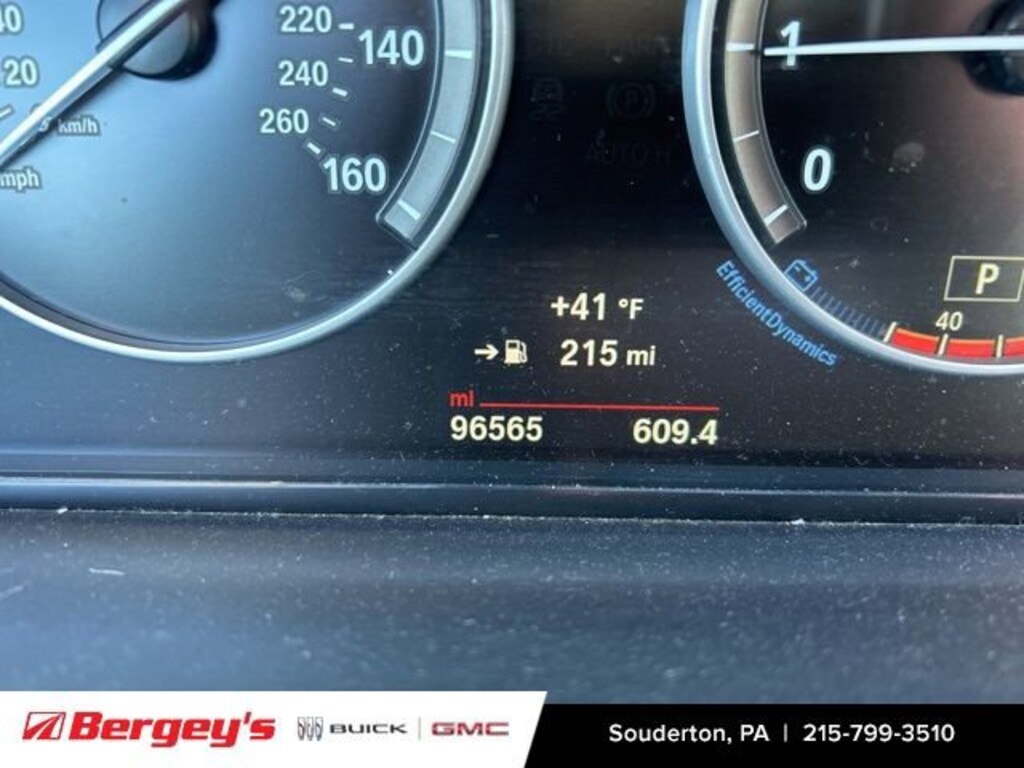 220
140
240
20
260
km/h
160
mph
1
0
P
EfficientDynamics
40
+41 °F
215 mi
mi
96565 609.4
Bergey's BUICK GMC
Souderton, PA | 215-799-3510